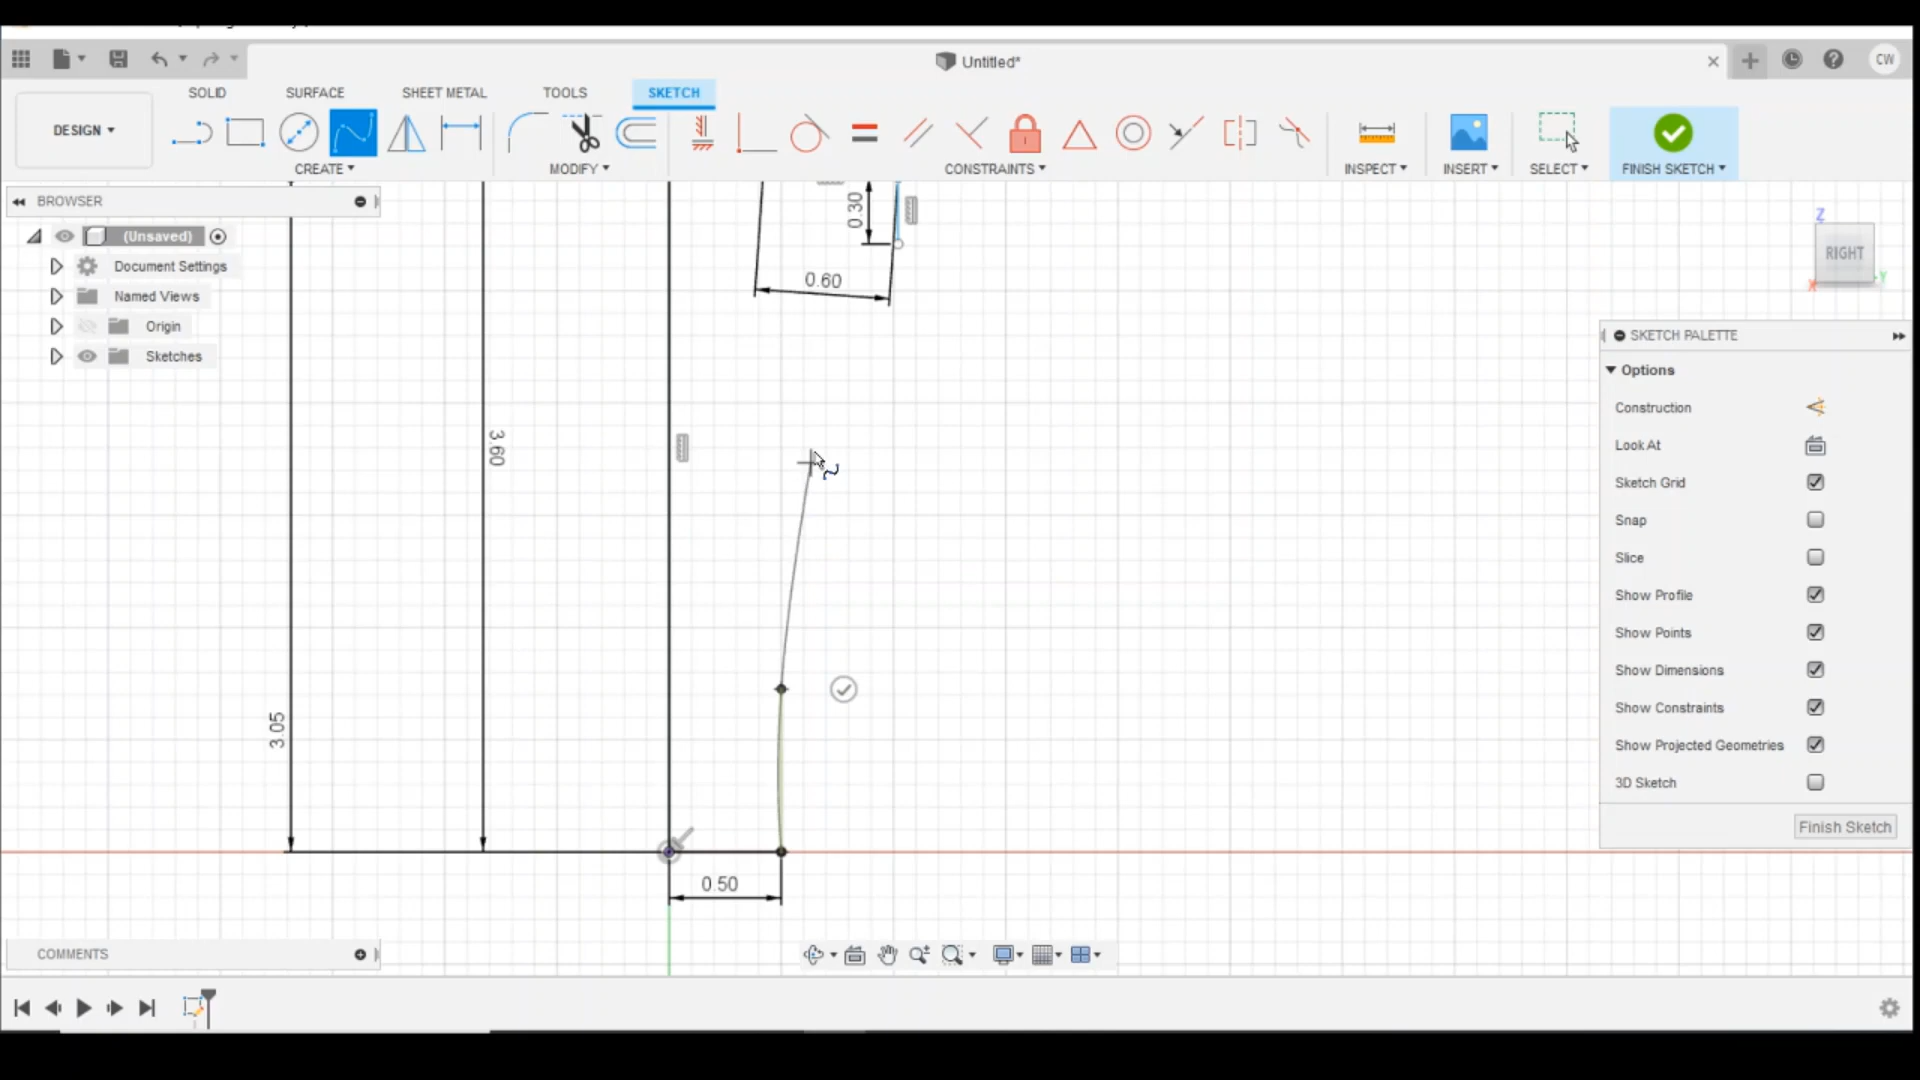 Untitled*
CW
SOLID
SURFACE
SHEET METAL
TOOLS
SKETCH
DESIGN
CREATE
MODIFY
CONSTRAINTS
INSPECT
INSERT
SELECT
FINISH SKETCH
BROWSER
(Unsaved)
Document Settings
Named Views
Origin
Sketches
0.30
0.60
3.60
3.05
0.50
Z
RIGHT
X
Y
SKETCH PALETTE
Options
Construction
Look At
Sketch Grid
Snap
Slice
Show Profile
Show Points
Show Dimensions
Show Constraints
Show Projected Geometries
3D Sketch
Finish Sketch
COMMENTS